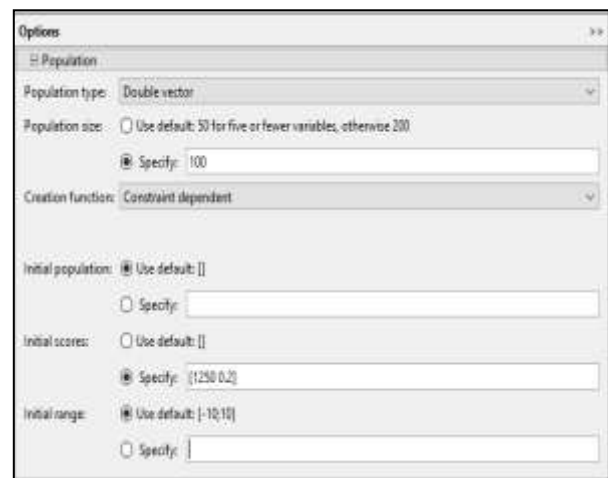 Options >>
Population
Population type: Double vector
Population size: Use default: 50 for five or fewer variables, otherwise 200
Specify: 100
Creation function: Constraint dependent
Initial population: Use default: []
Specify:
Initial scores: Use default: []
Specify: [1250 0.2]
Initial range: Use default: [-10;10]
Specify: